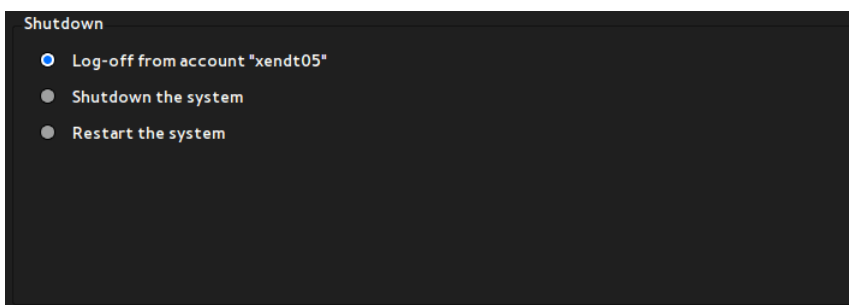 Shutdown
Log-off from account "xendt05"
Shutdown the system
Restart the system